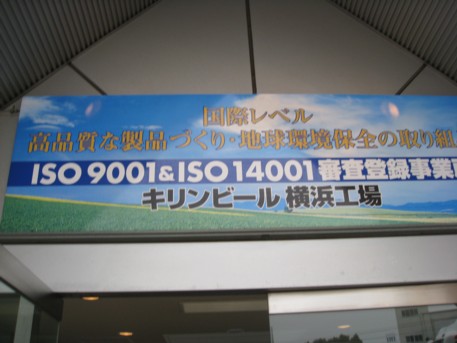 国際レベル
高品質な製品づくり・地球環境保全の取り組
ISO 9001&ISO 14001 審査登録事業
キリンビール 横浜工場